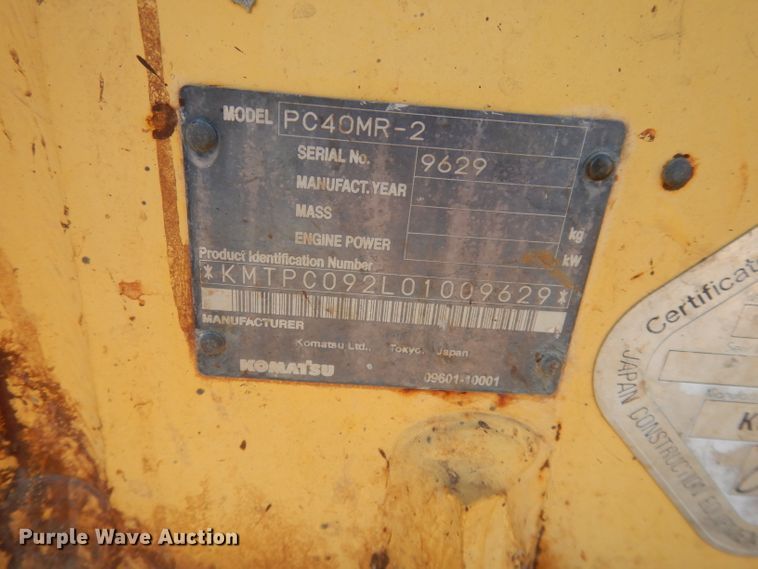 MODEL PC40MR-2
SERIAL No. 9629
MANUFACT. YEAR
MASS kg
ENGINE POWER kW
Product Identification Number
*KMTPC092L01009629*
MANUFACTURER
Komatsu Ltd., Tokyo, Japan
KOMATSU 09601-10001
Certificat
JAPAN CONSTRUCTION
Purple Wave Auction